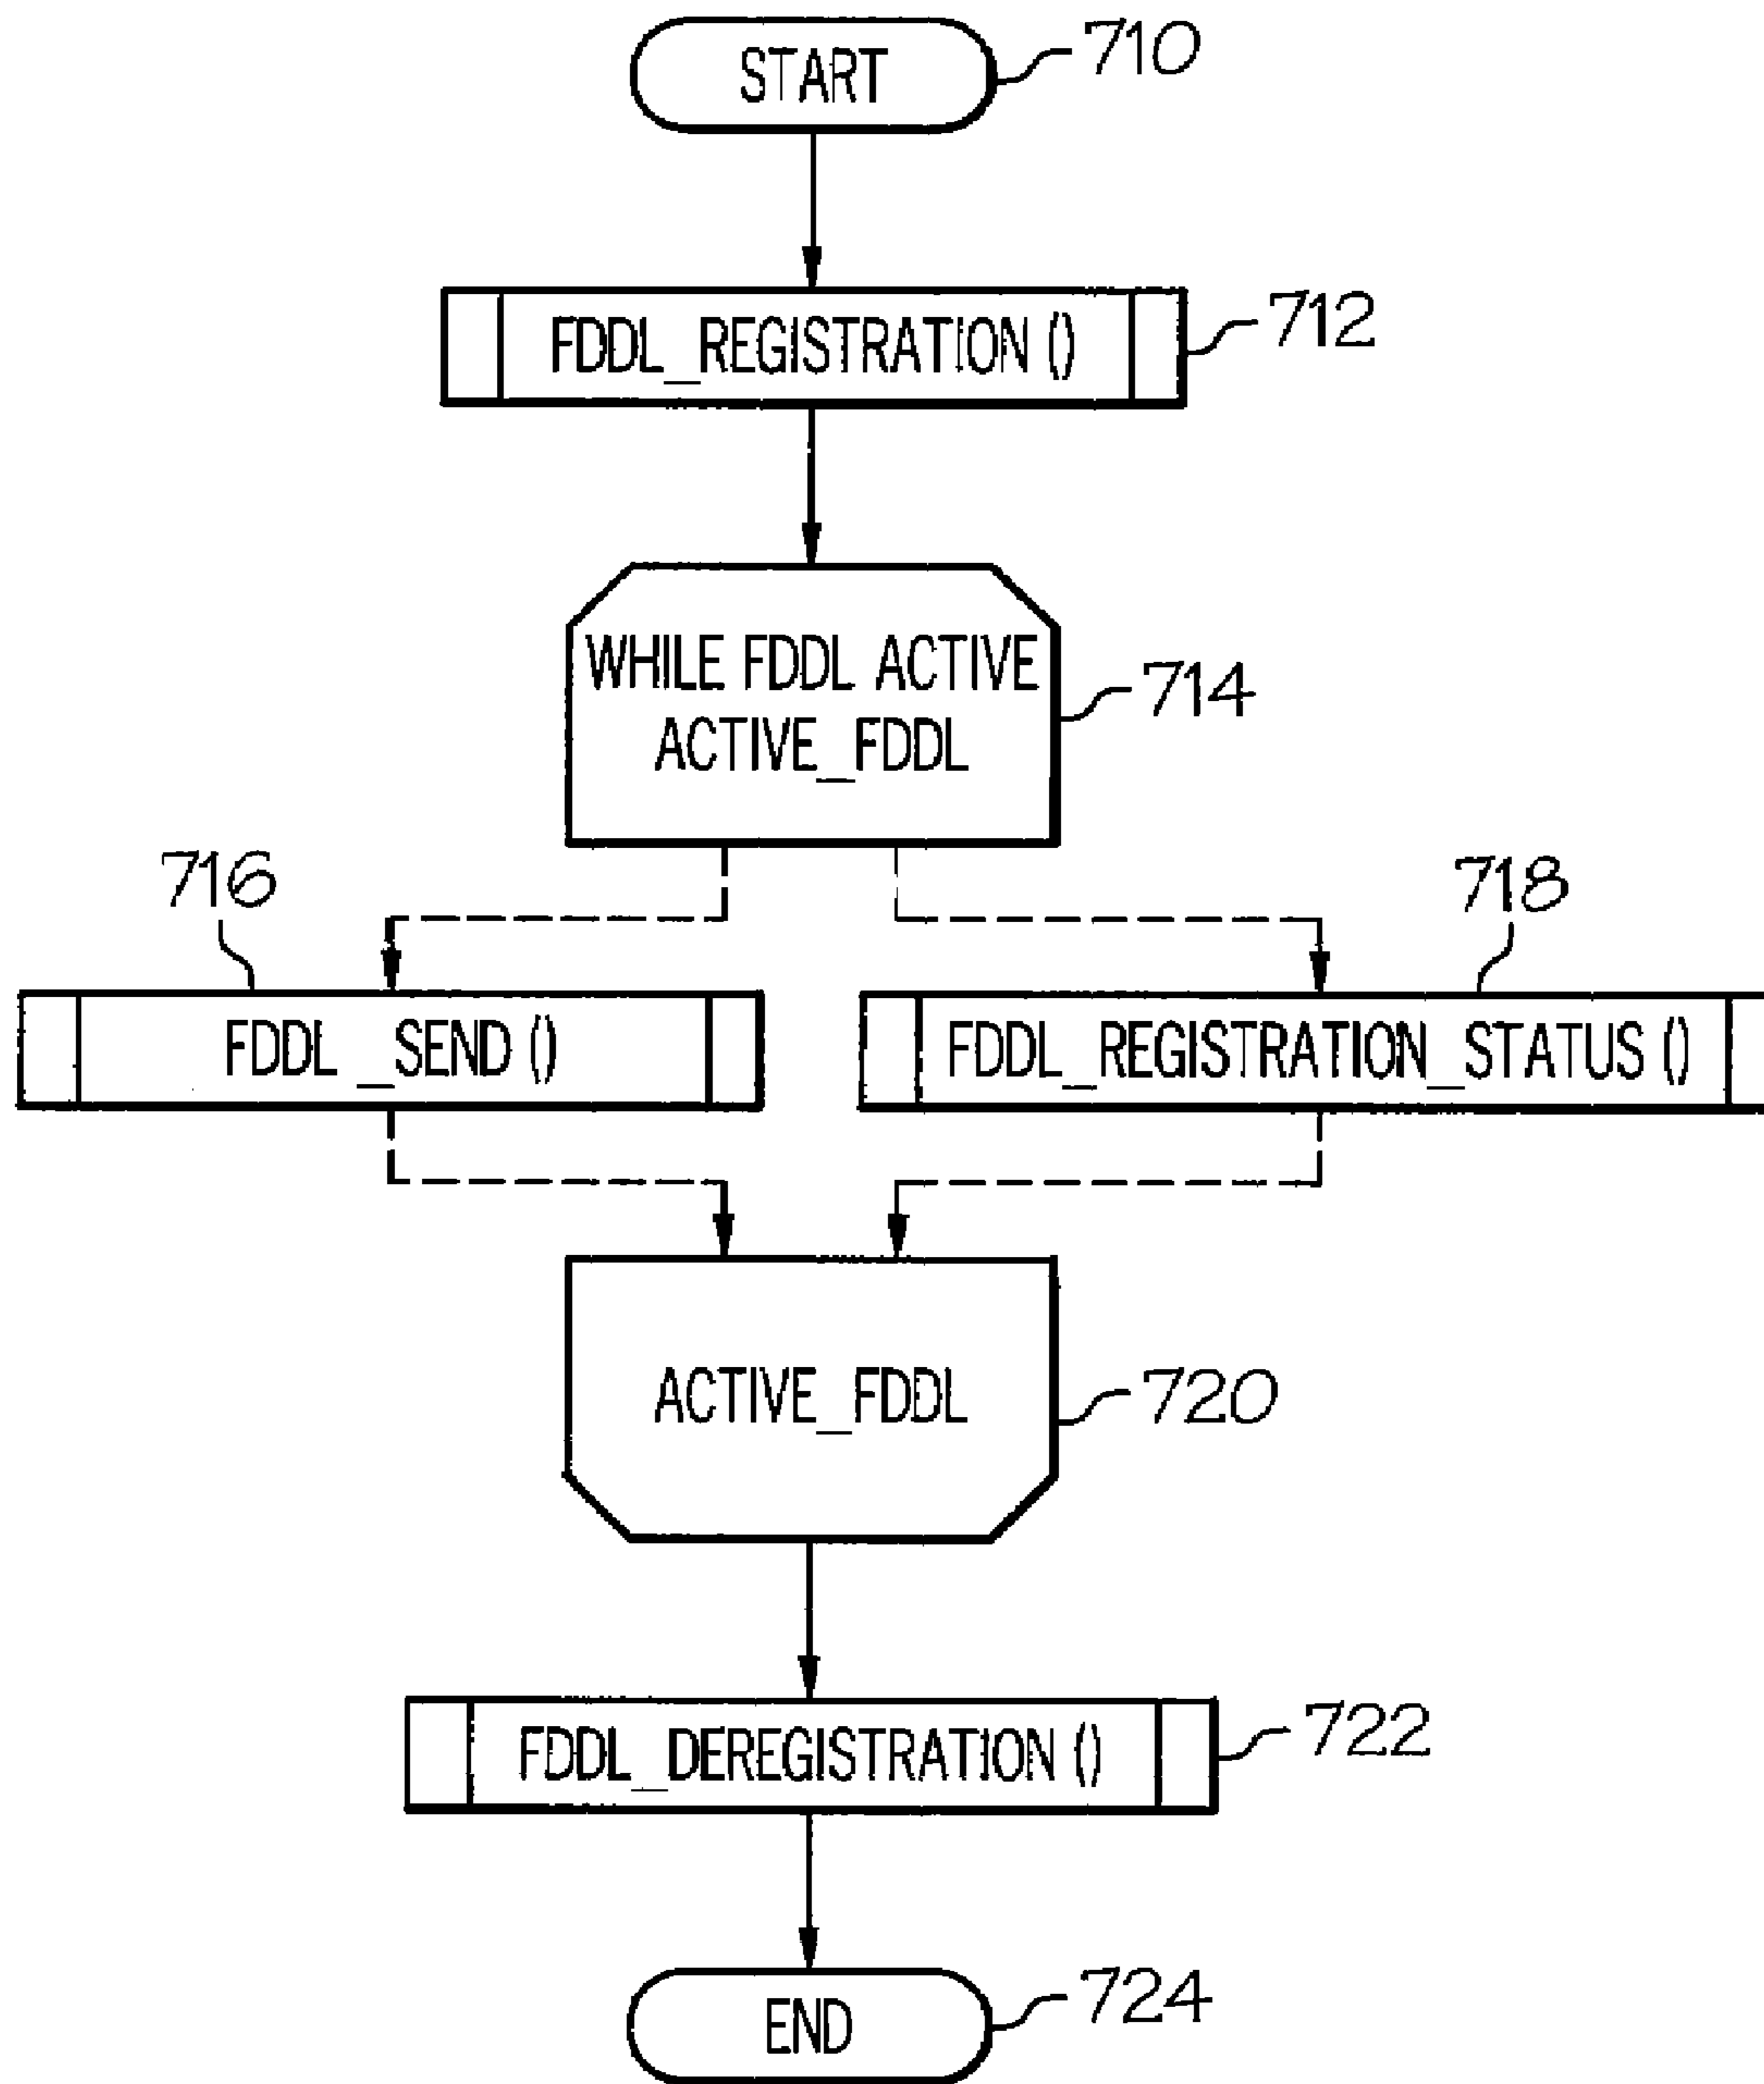 START
710
FDDL_REGISTRATION ()
712
WHILE FDDL ACTIVE
ACTIVE_FDDL
714
716
718
FDDL _SEND ()
FDDL_REGISTRATION_STATUS ()
ACTIVE_FDDL
720
FDDL_DEREGISTRATION ()
722
END
724